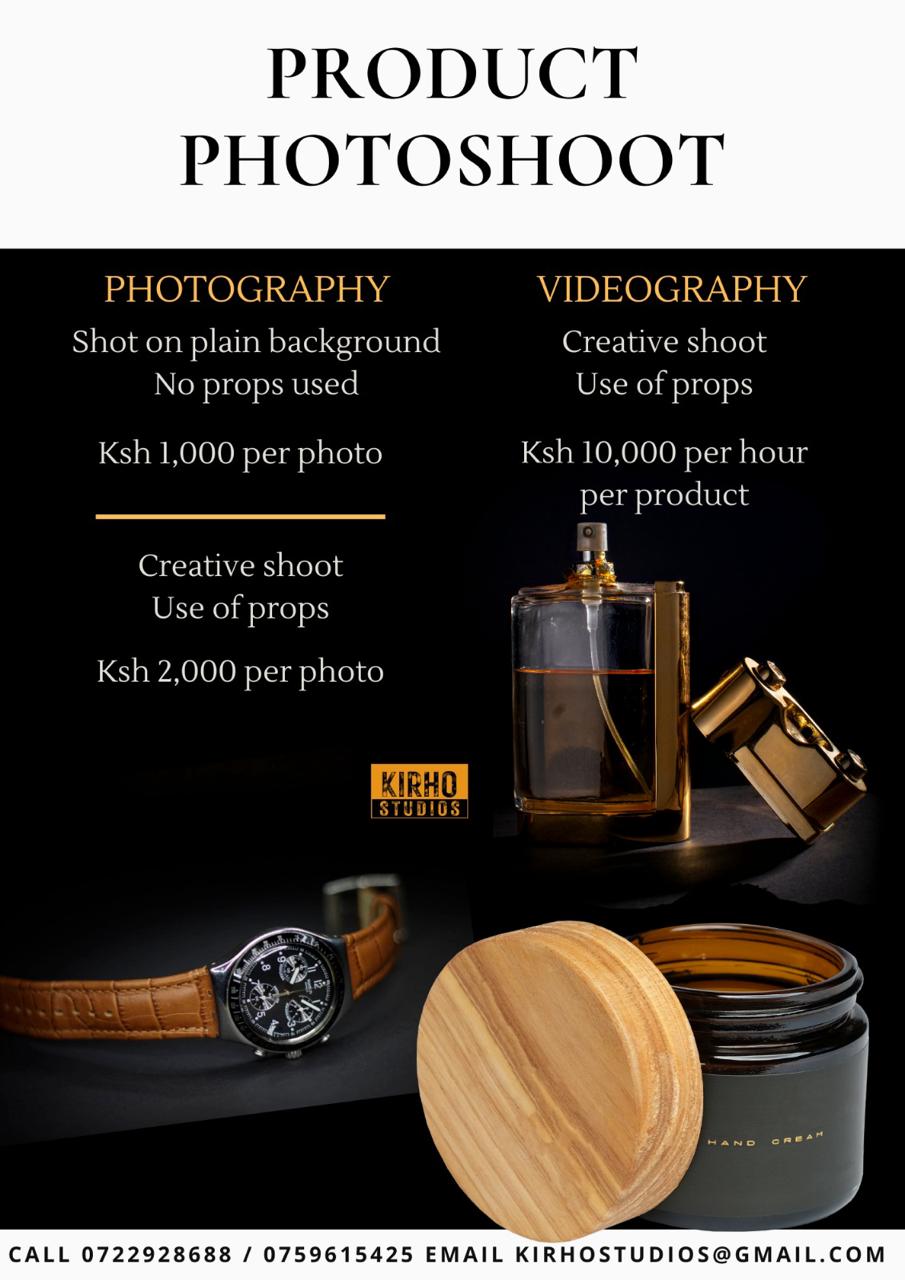 PRODUCT
PHOTOSHOOT
PHOTOGRAPHY
Shot on plain background
No props used
Ksh 1,000 per photo
Creative shoot
Use of props
Ksh 2,000 per photo
VIDEOGRAPHY
Creative shoot
Use of props
Ksh 10,000 per hour
per product
KIRHO
STUDIOS
HAND CREAM
CALL 0722928688 / 0759615425 EMAIL KIRHOSTUDIOS@GMAIL.COM